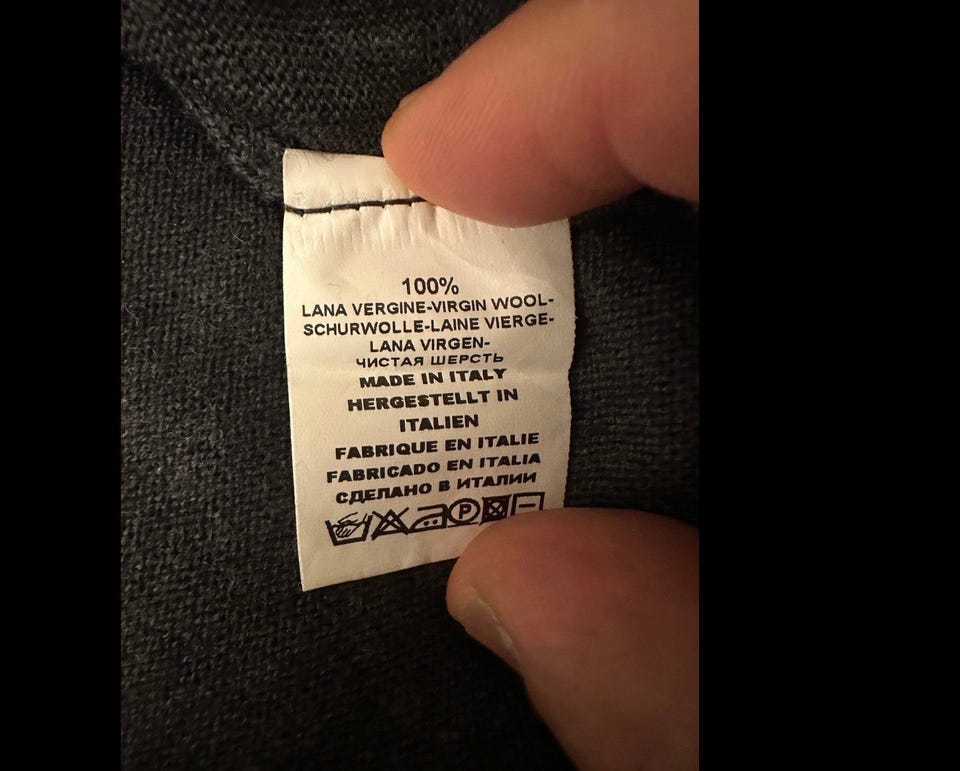 100%
LANA VERGINE-VIRGIN WOOL-
SCHURWOLLE-LAINE VIERGE-
LANA VIRGEN-
ЧИСТАЯ ШЕРСТЬ
MADE IN ITALY
HERGESTELLT IN
ITALIEN
FABRIQUE EN ITALIE
FABRICADO EN ITALIA
СДЕЛАНО В ИТАЛИИ
P